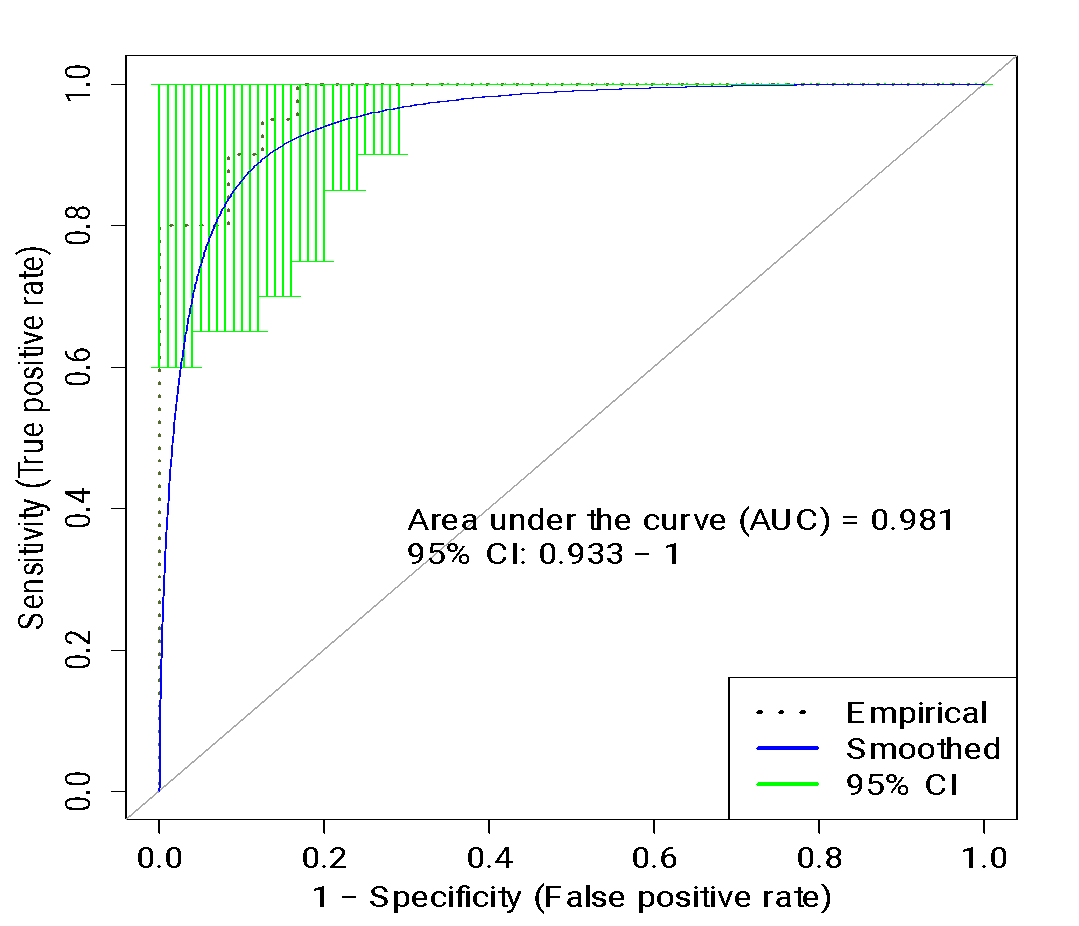 1.0
0.8
0.6
0.4
0.2
0.0
Sensitivity (True positive rate)
Area under the curve (AUC) = 0.981
95% CI: 0.933 – 1
Empirical
Smoothed
95% CI
0.0 0.2 0.4 0.6 0.8 1.0
1 – Specificity (False positive rate)